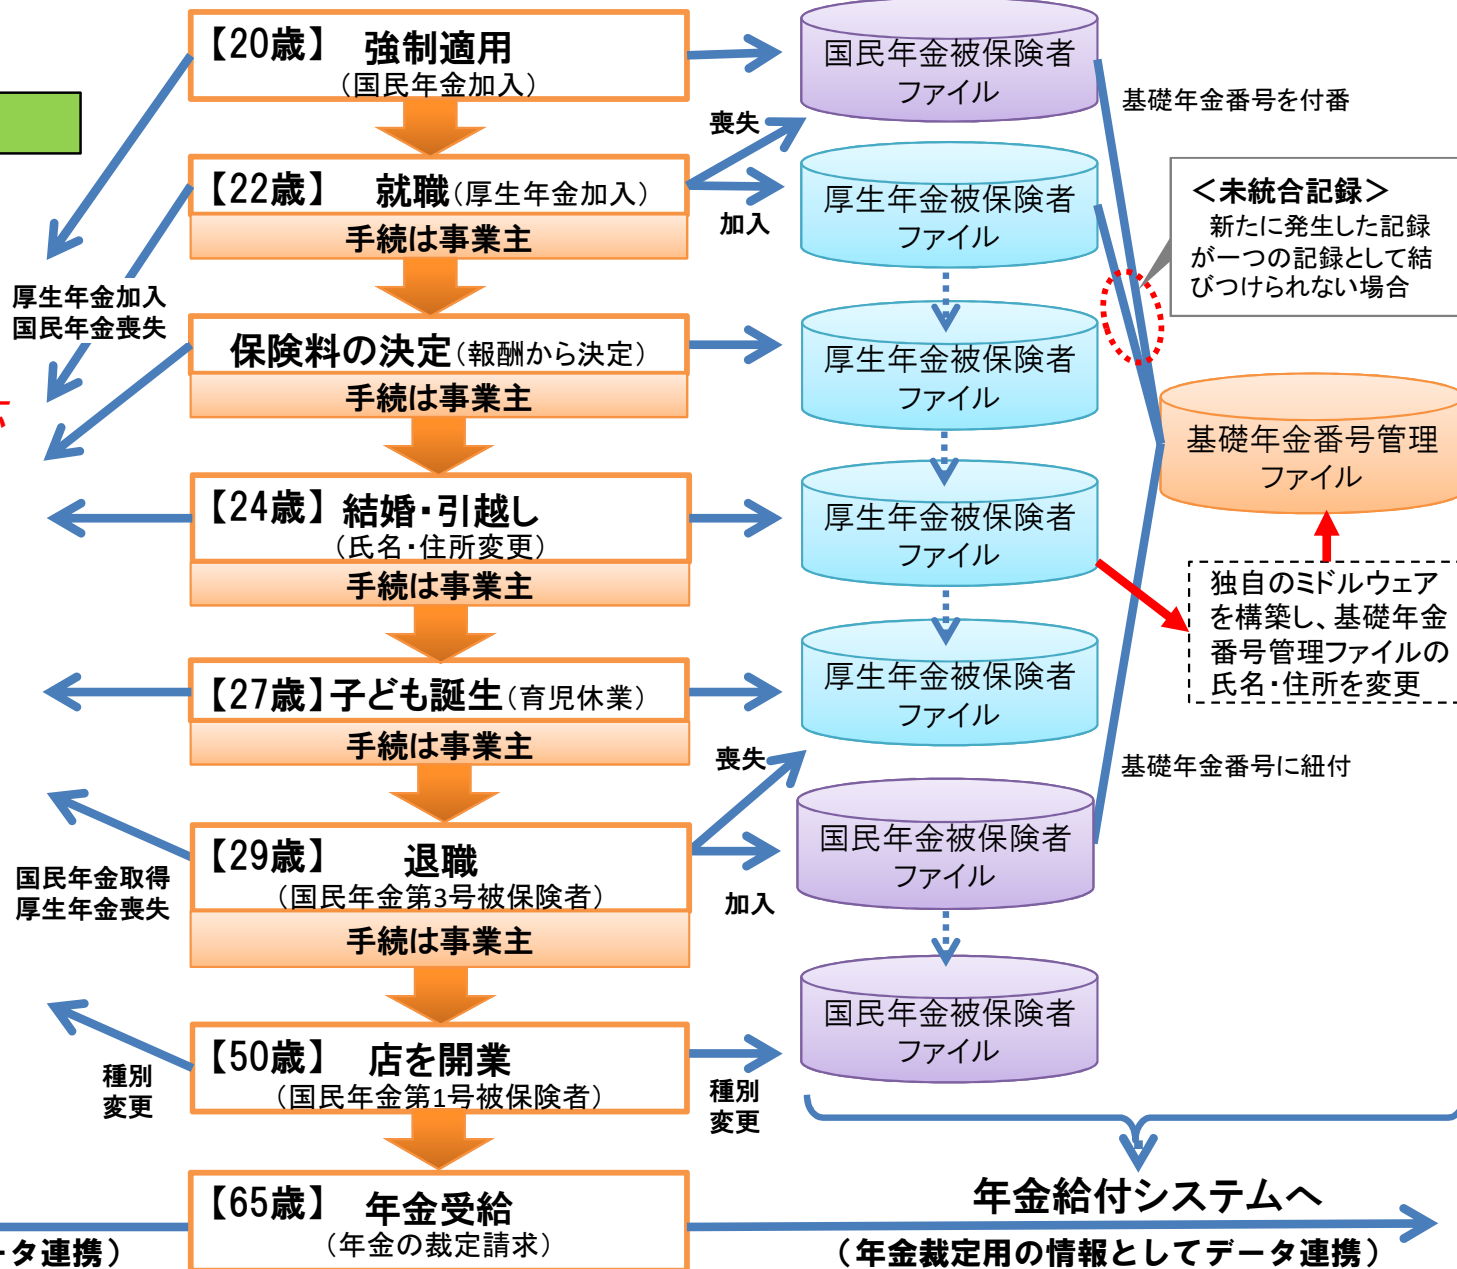 【20歳】 強制適用
（国民年金加入）
国民年金被保険者
ファイル
基礎年金番号を付番
喪失
【22歳】 就職（厚生年金加入）
手続は事業主
加入
厚生年金被保険者
ファイル
＜未統合記録＞
新たに発生した記録
が一つの記録として結
びつけられない場合
厚生年金加入
国民年金喪失
保険料の決定（報酬から決定）
手続は事業主
厚生年金被保険者
ファイル
基礎年金番号管理
ファイル
【24歳】 結婚・引越し
（氏名・住所変更）
手続は事業主
厚生年金被保険者
ファイル
独自のミドルウェア
を構築し、基礎年金
番号管理ファイルの
氏名・住所を変更
【27歳】子ども誕生（育児休業）
手続は事業主
厚生年金被保険者
ファイル
喪失
基礎年金番号に紐付
【29歳】 退職
（国民年金第3号被保険者）
手続は事業主
国民年金取得
厚生年金喪失
加入
国民年金被保険者
ファイル
【50歳】 店を開業
（国民年金第1号被保険者）
種別
変更
種別
変更
国民年金被保険者
ファイル
【65歳】 年金受給
（年金の裁定請求）
年金給付システムへ
ータ連携）
（年金裁定用の情報としてデータ連携）